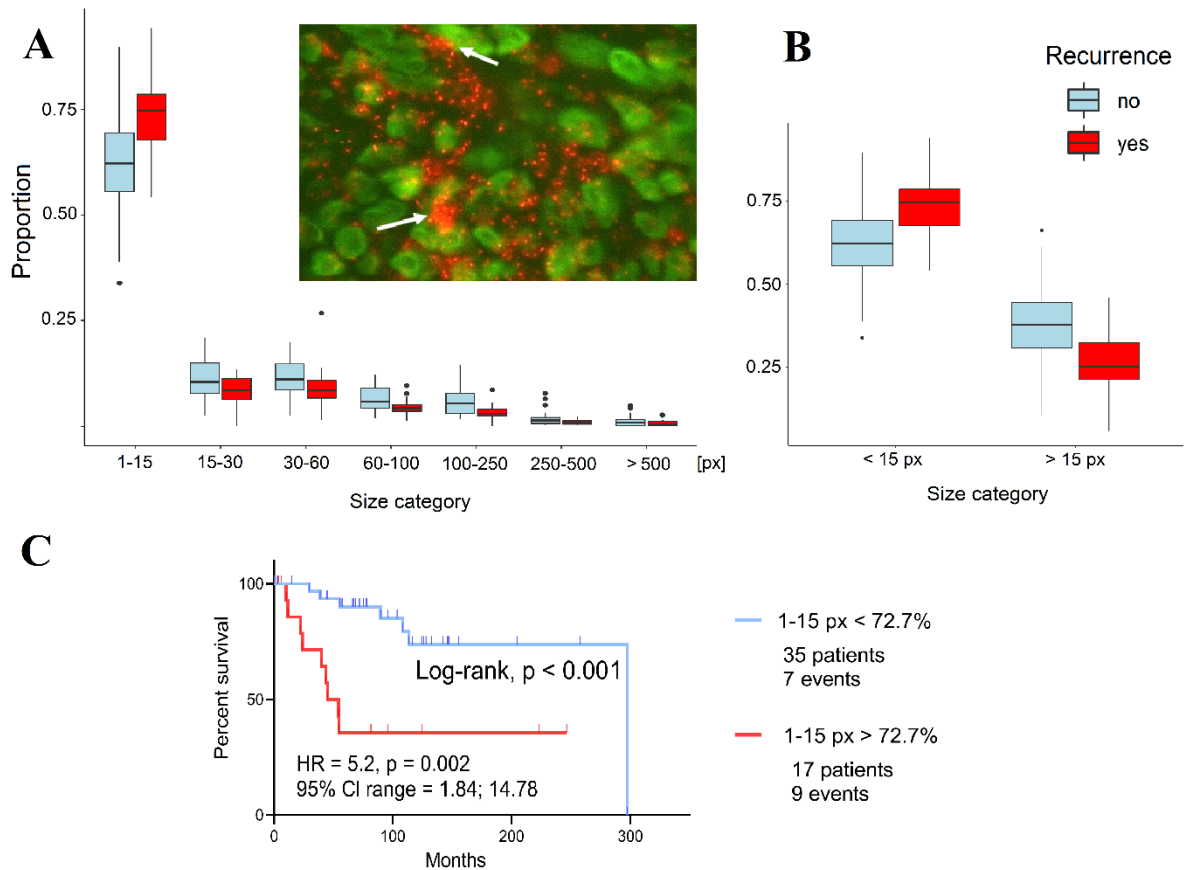 A
Proportion
0.75
0.50
0.25
1-15 15-30 30-60 60-100 100-250 250-500 > 500 [px]
Size category
B
Recurrence
no
yes
0.75
0.50
0.25
< 15 px > 15 px
Size category
C
Percent survival
100
50
0
Log-rank, p < 0.001
HR = 5.2, p = 0.002
95% CI range = 1.84; 14.78
0 100 200 300
Months
1-15 px < 72.7%
35 patients
7 events
1-15 px > 72.7%
17 patients
9 events